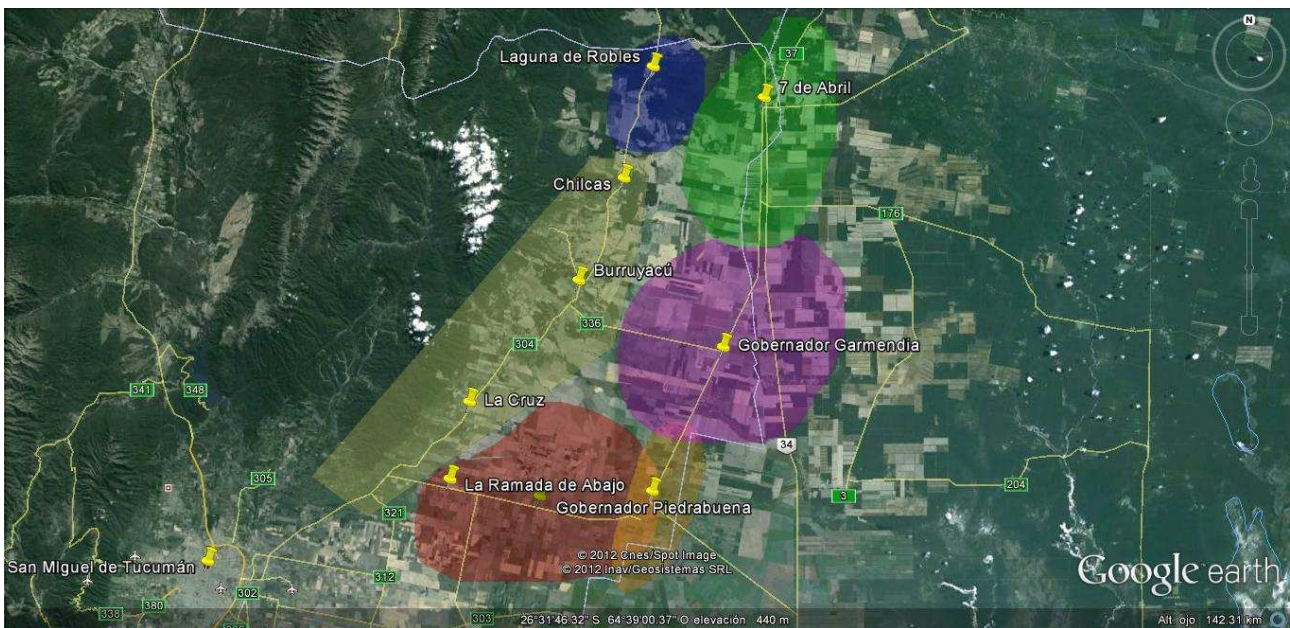 N
Laguna de Robles
37
7 de Abril
Chilcas
176
Burruyacú
336
304
Gobernador Garmendia
341
348
La Cruz
34
305
La Ramada de Abajo
204
3
Gobernador Piedrabuena
321
© 2012 Cnes/Spot Image
San MIguel de Tucumán
© 2012 Inav/Geosistemas SRL
Google earth
312
302
380
338
303
26°31'46.32" S 64°39'00.37" O elevación 440 m
Alt. ojo 142.31 km